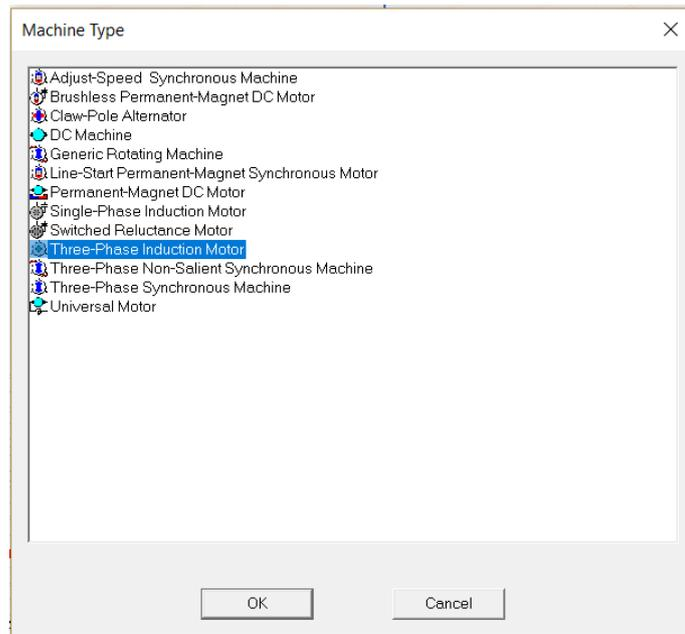 Machine Type
Adjust-Speed  Synchronous Machine
Brushless Permanent-Magnet DC Motor
Claw-Pole Alternator
DC Machine
Generic Rotating Machine
Line-Start Permanent-Magnet Synchronous Motor
Permanent-Magnet DC Motor
Single-Phase Induction Motor
Switched Reluctance Motor
Three-Phase Induction Motor
Three-Phase Non-Salient Synchronous Machine
Three-Phase Synchronous Machine
Universal Motor
OK Cancel